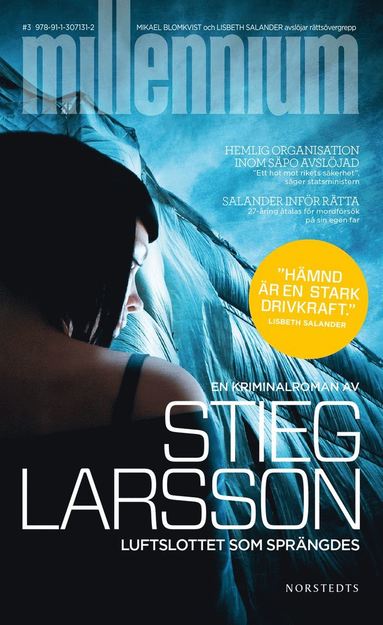 #3 978-91-1-307131-2 MIKAEL BLOMKVIST och LISBETH SALANDER avslöjar rättsövergrepp
millennium
HEMLIG ORGANISATION
INOM SÄPO AVSLÖJAD
"Ett hot mot rikets säkerhet",
säger statsministern
SALANDER INFÖR RÄTTA
27-åring åtalas för mordförsök
på sin egen far
"HÄMND
ÄR EN STARK
DRIVKRAFT."
LISBETH SALANDER
EN KRIMINALROMAN AV
STIEG
LARSSON
LUFTSLOTTET SOM SPRÄNGDES
NORSTEDTS